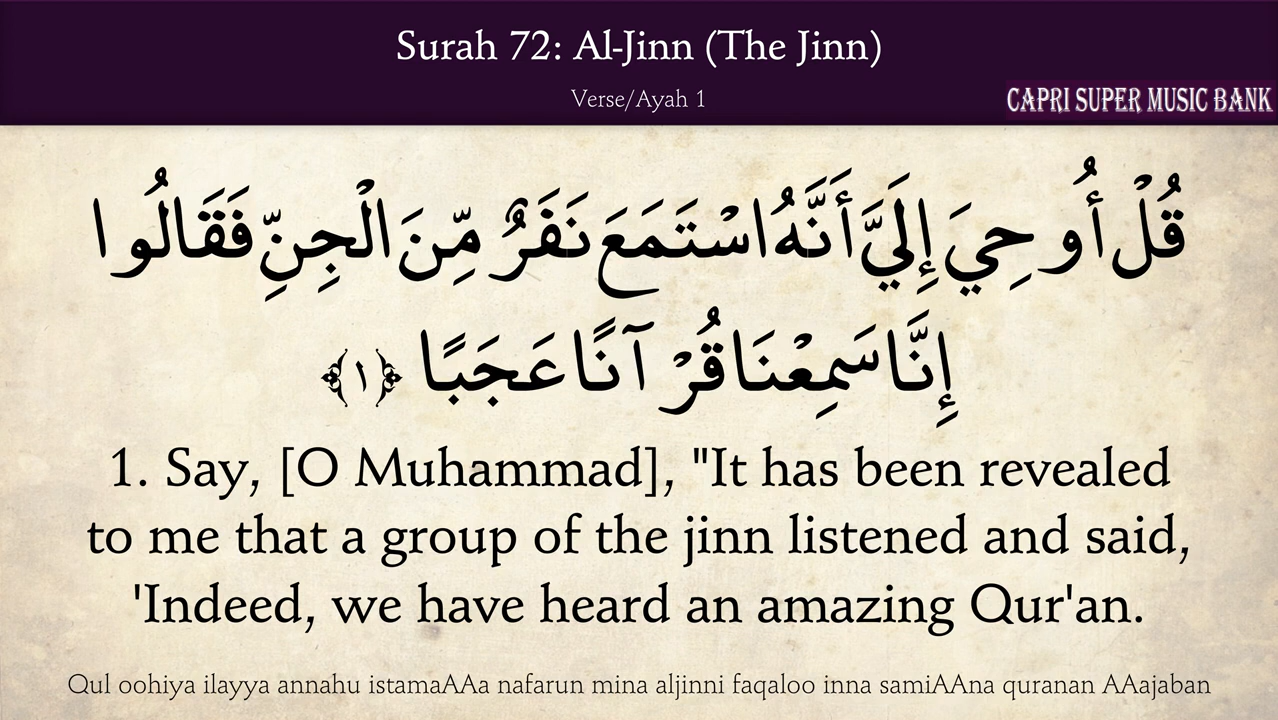 Surah 72: Al-Jinn (The Jinn)
Verse/Ayah 1
CAPRI SUPER MUSIC BANK
قُلْ أُوحِيَ إِلَيَّ أَنَّهُ اسْتَمَعَ نَفَرٌ مِّنَ الْجِنِّ فَقَالُوا
إِنَّا سَمِعْنَا قُرْآنًا عَجَبًا ﴿١﴾
1. Say, [O Muhammad], "It has been revealed
to me that a group of the jinn listened and said,
'Indeed, we have heard an amazing Qur'an.
Qul oohiya ilayya annahu istamaAAa nafarun mina aljinni faqaloo inna samiAAna quranan AAajaban